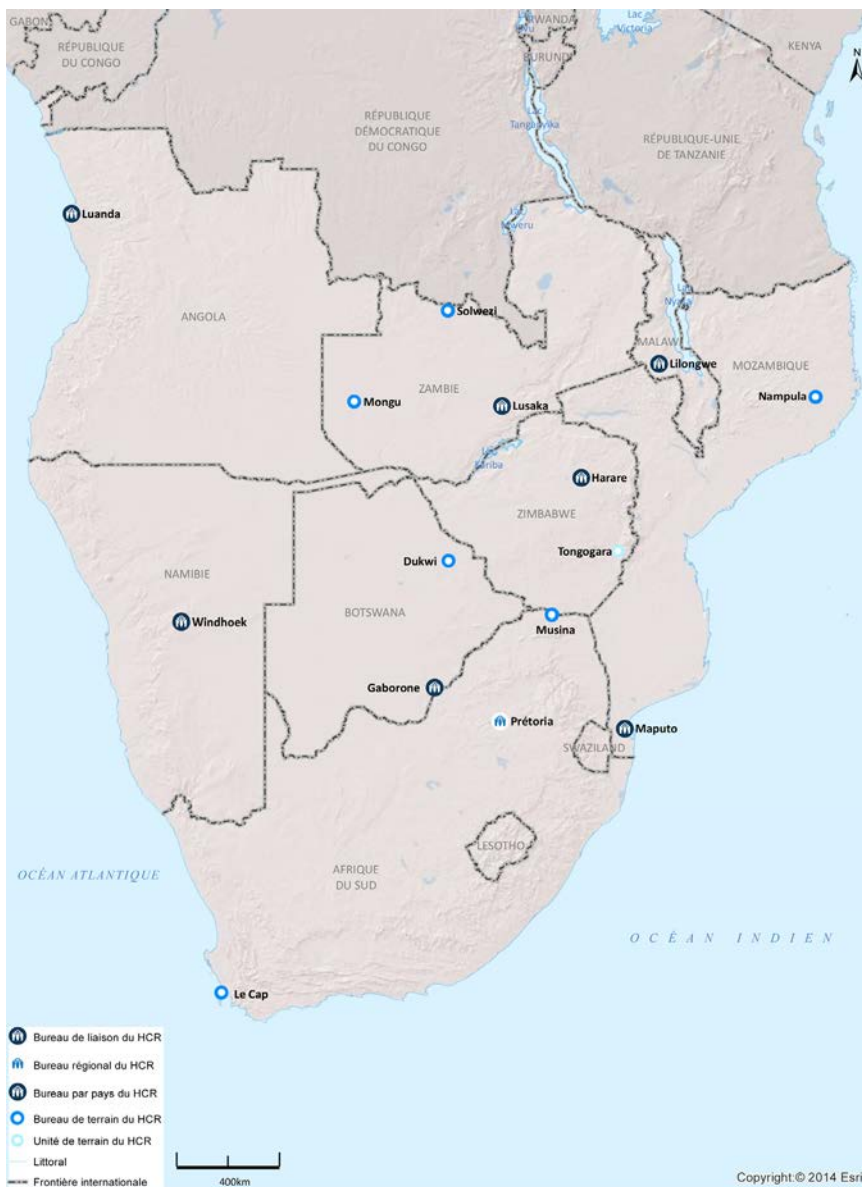 GABON
RÉPUBLIQUE
DU CONGO
RWANDA
BURUNDI
Lac
Victoria
KENYA
N
RÉPUBLIQUE
DÉMOCRATIQUE
DU CONGO
Lac
Tanganyika
RÉPUBLIQUE-UNIE
DE TANZANIE
Luanda
Lac
Mweru
ANGOLA
Solwezi
Lac
Nyasa
MALAWI
Lilongwe
MOZAMBIQUE
Nampula
ZAMBIE
Mongu
Lusaka
Lac
Kariba
Harare
ZIMBABWE
Tongogara
Dukwi
NAMIBIE
Windhoek
BOTSWANA
Musina
Gaborone
Prétoria
Maputo
SWAZILAND
LESOTHO
AFRIQUE
DU SUD
OCÉAN ATLANTIQUE
OCÉAN INDIEN
Le Cap
Bureau de liaison du HCR
Bureau régional du HCR
Bureau par pays du HCR
Bureau de terrain du HCR
Unité de terrain du HCR
Littoral
Frontière internationale
400km
Copyright:© 2014 Esri